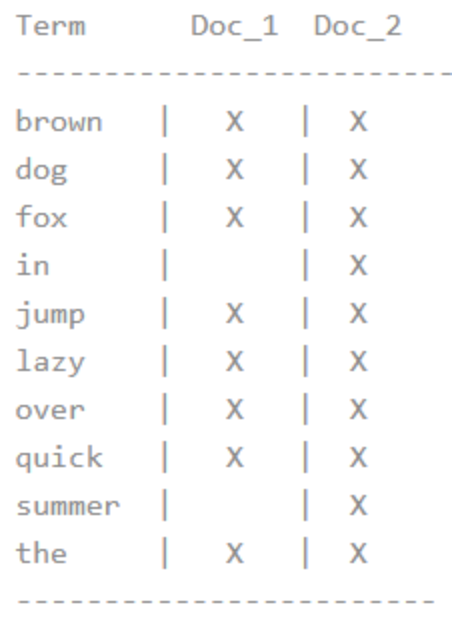 Term      Doc_1  Doc_2
-------------------------
brown   |   X   |  X
dog     |   X   |  X
fox     |   X   |  X
in      |       |  X
jump    |   X   |  X
lazy    |   X   |  X
over    |   X   |  X
quick   |   X   |  X
summer  |       |  X
the     |   X   |  X
------------------------